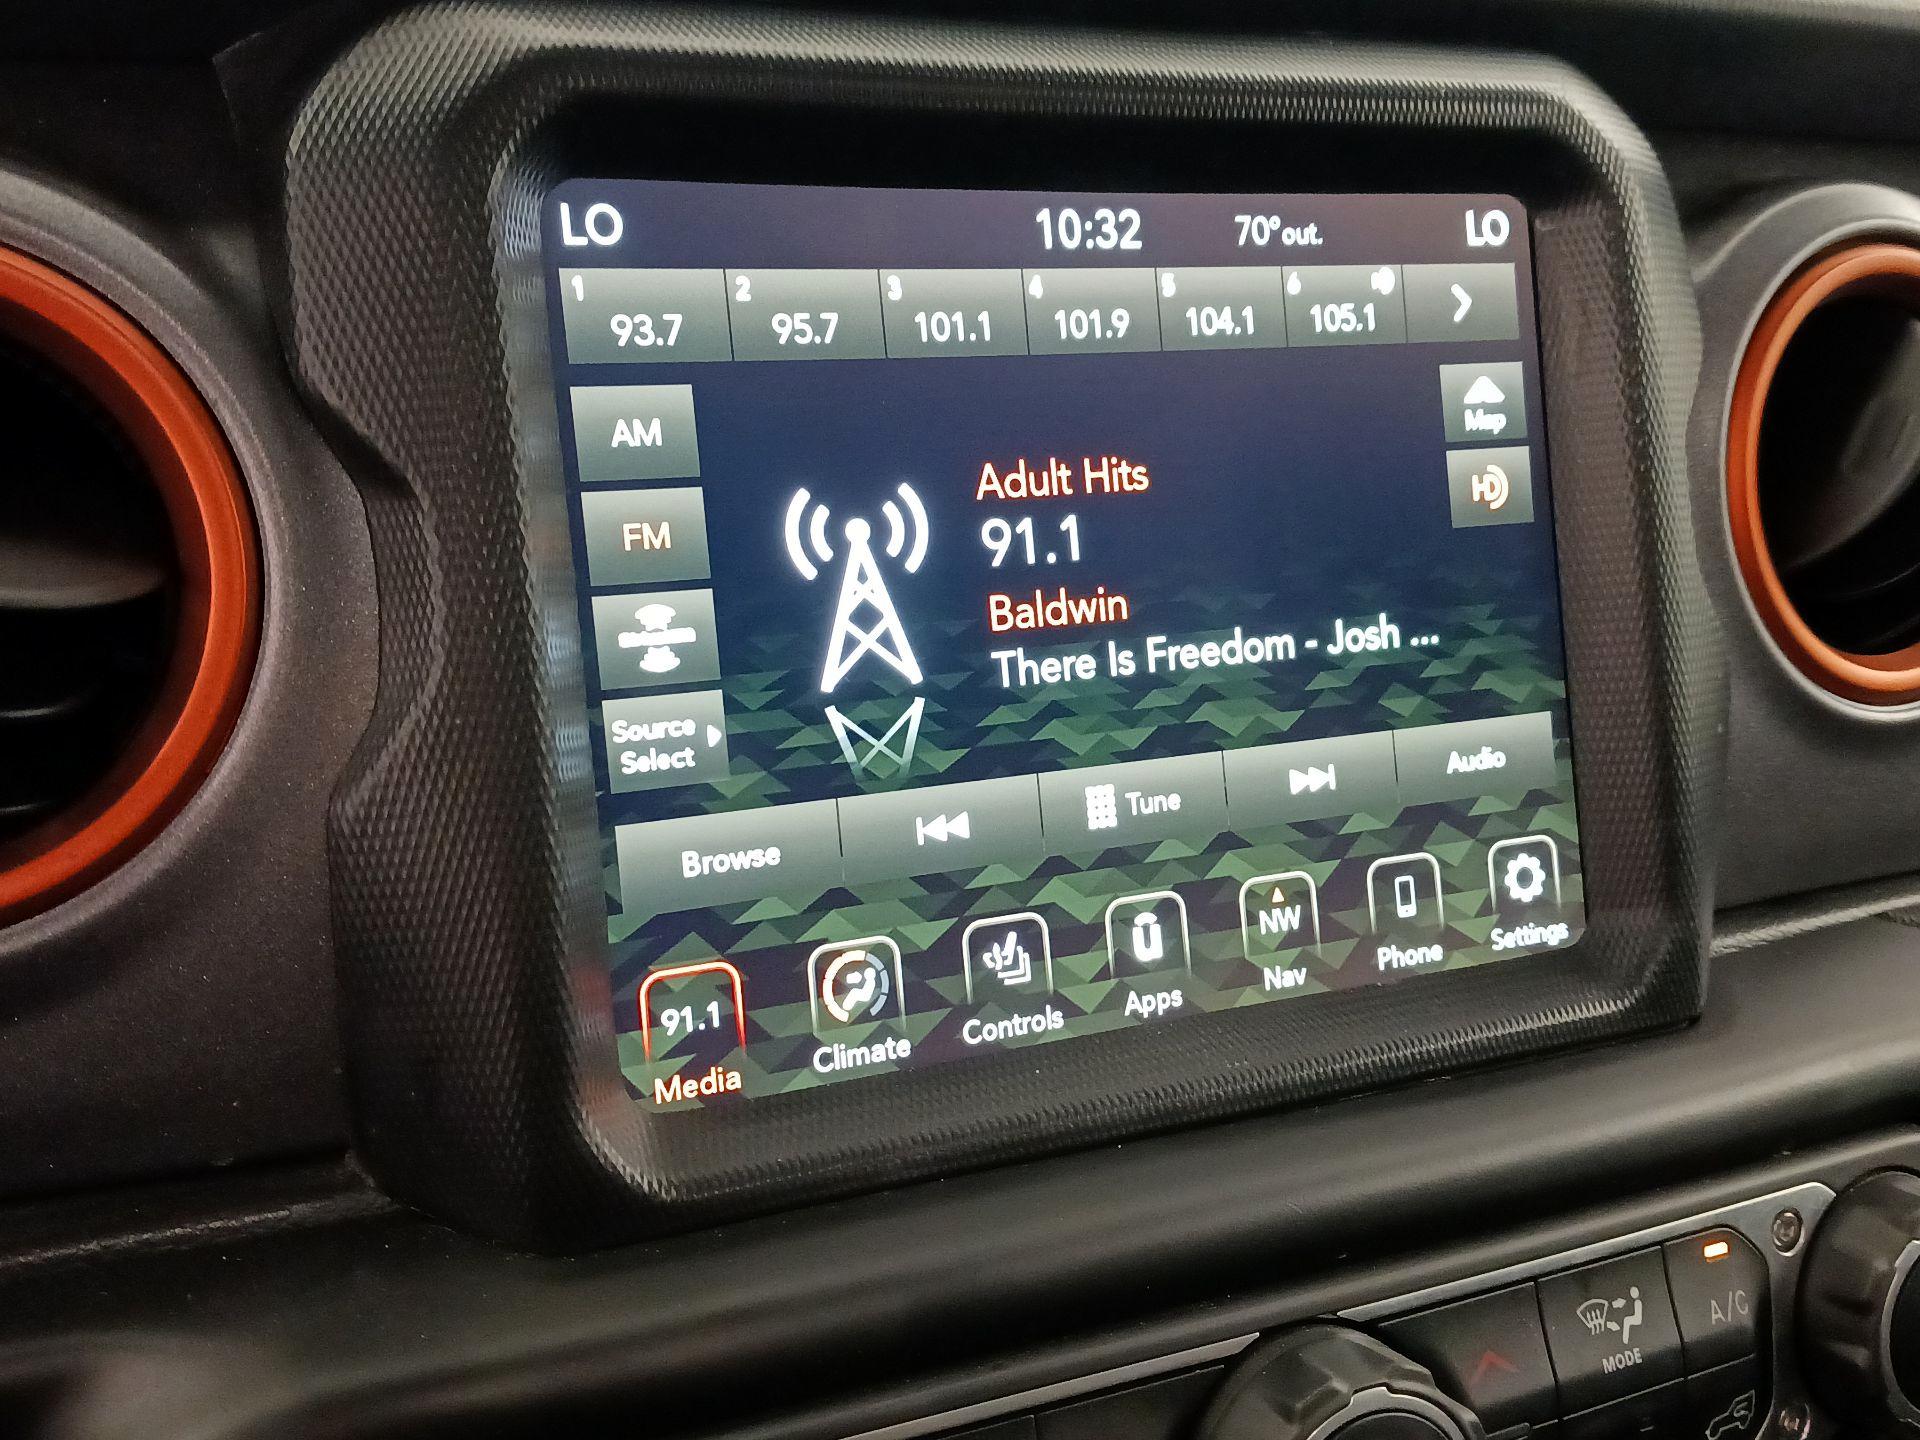 LO 10:32 70° out. LO
1 2 3 4 5 6
93.7 95.7 101.1 101.9 104.1 105.1
AM
Map
FM
HD
Adult Hits
91.1
Baldwin
There Is Freedom - Josh ...
Source
Select
Browse Tune Audio
91.1 NW
Media Climate Controls Apps Nav Phone Settings
MODE A/C